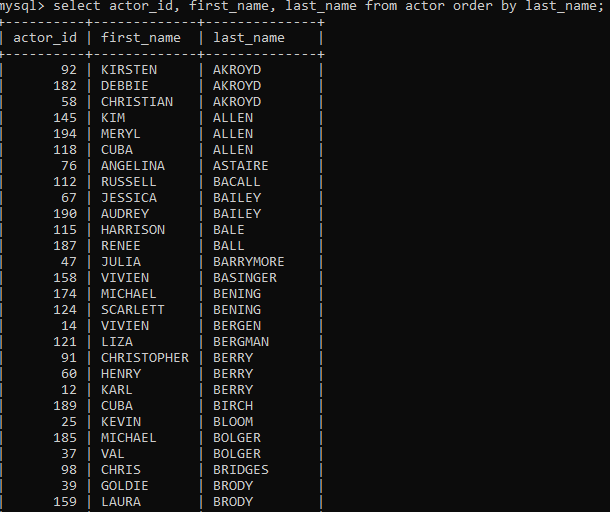 mysql> select actor_id, first_name, last_name from actor order by last_name;
+----------+-------------+--------------+
| actor_id | first_name  | last_name    |
+----------+-------------+--------------+
|       92 | KIRSTEN     | AKROYD       |
|      182 | DEBBIE      | AKROYD       |
|       58 | CHRISTIAN   | AKROYD       |
|      145 | KIM         | ALLEN        |
|      194 | MERYL       | ALLEN        |
|      118 | CUBA        | ALLEN        |
|       76 | ANGELINA    | ASTAIRE      |
|      112 | RUSSELL     | BACALL       |
|       67 | JESSICA     | BAILEY       |
|      190 | AUDREY      | BAILEY       |
|      115 | HARRISON    | BALE         |
|      187 | RENEE       | BALL         |
|       47 | JULIA       | BARRYMORE    |
|      158 | VIVIEN      | BASINGER     |
|      174 | MICHAEL     | BENING       |
|      124 | SCARLETT    | BENING       |
|       14 | VIVIEN      | BERGEN       |
|      121 | LIZA        | BERGMAN      |
|       91 | CHRISTOPHER | BERRY        |
|       60 | HENRY       | BERRY        |
|       12 | KARL        | BERRY        |
|      189 | CUBA        | BIRCH        |
|       25 | KEVIN       | BLOOM        |
|      185 | MICHAEL     | BOLGER       |
|       37 | VAL         | BOLGER       |
|       98 | CHRIS       | BRIDGES      |
|       39 | GOLDIE      | BRODY        |
|      159 | LAURA       | BRODY        |